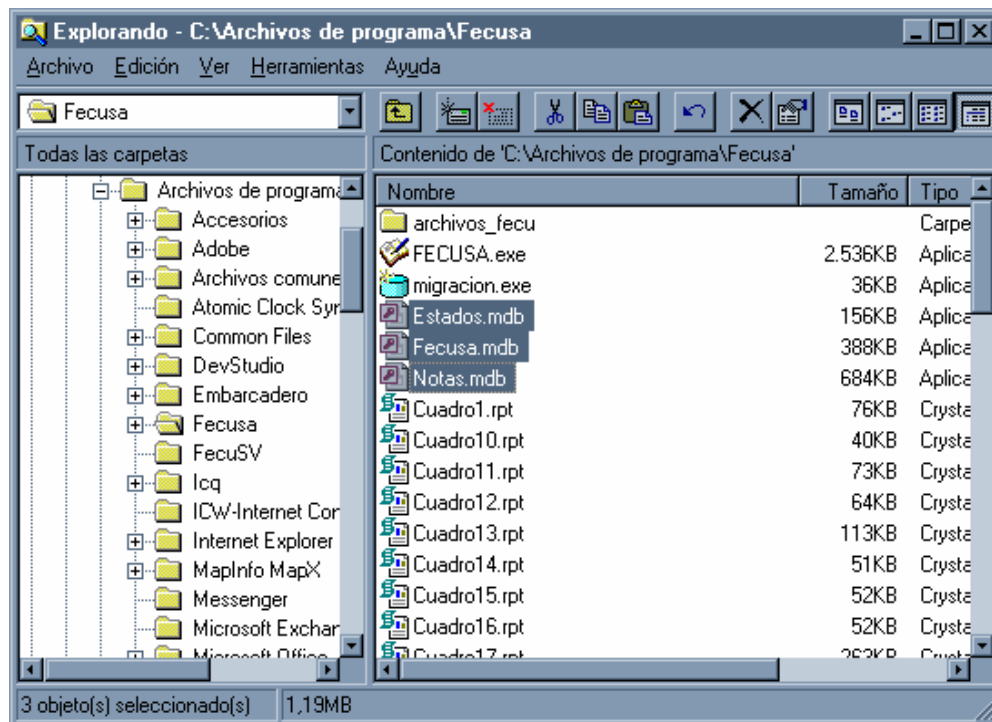 Explorando - C:\Archivos de programa\Fecusa
Archivo Edición Ver Herramientas Ayuda
Fecusa
Todas las carpetas
Contenido de 'C:\Archivos de programa\Fecusa'
Archivos de programa
Accesorios
Adobe
Archivos comune
Atomic Clock Syr
Common Files
DevStudio
Embarcadero
Fecusa
FecuSV
Icq
ICW-Internet Cor
Internet Explorer
MapInfo MapX
Messenger
Microsoft Exchar
Microsoft Office
Nombre Tamaño Tipo
archivos_fecu Carpe
FECUSA.exe 2.536KB Aplica
migracion.exe 36KB Aplica
Estados.mdb 156KB Aplica
Fecusa.mdb 388KB Aplica
Notas.mdb 684KB Aplica
Cuadro1.rpt 76KB Crysta
Cuadro10.rpt 40KB Crysta
Cuadro11.rpt 73KB Crysta
Cuadro12.rpt 64KB Crysta
Cuadro13.rpt 113KB Crysta
Cuadro14.rpt 51KB Crysta
Cuadro15.rpt 52KB Crysta
Cuadro16.rpt 52KB Crysta
Cuadro17.rpt Crysta
3 objeto(s) seleccionado(s) 1,19MB